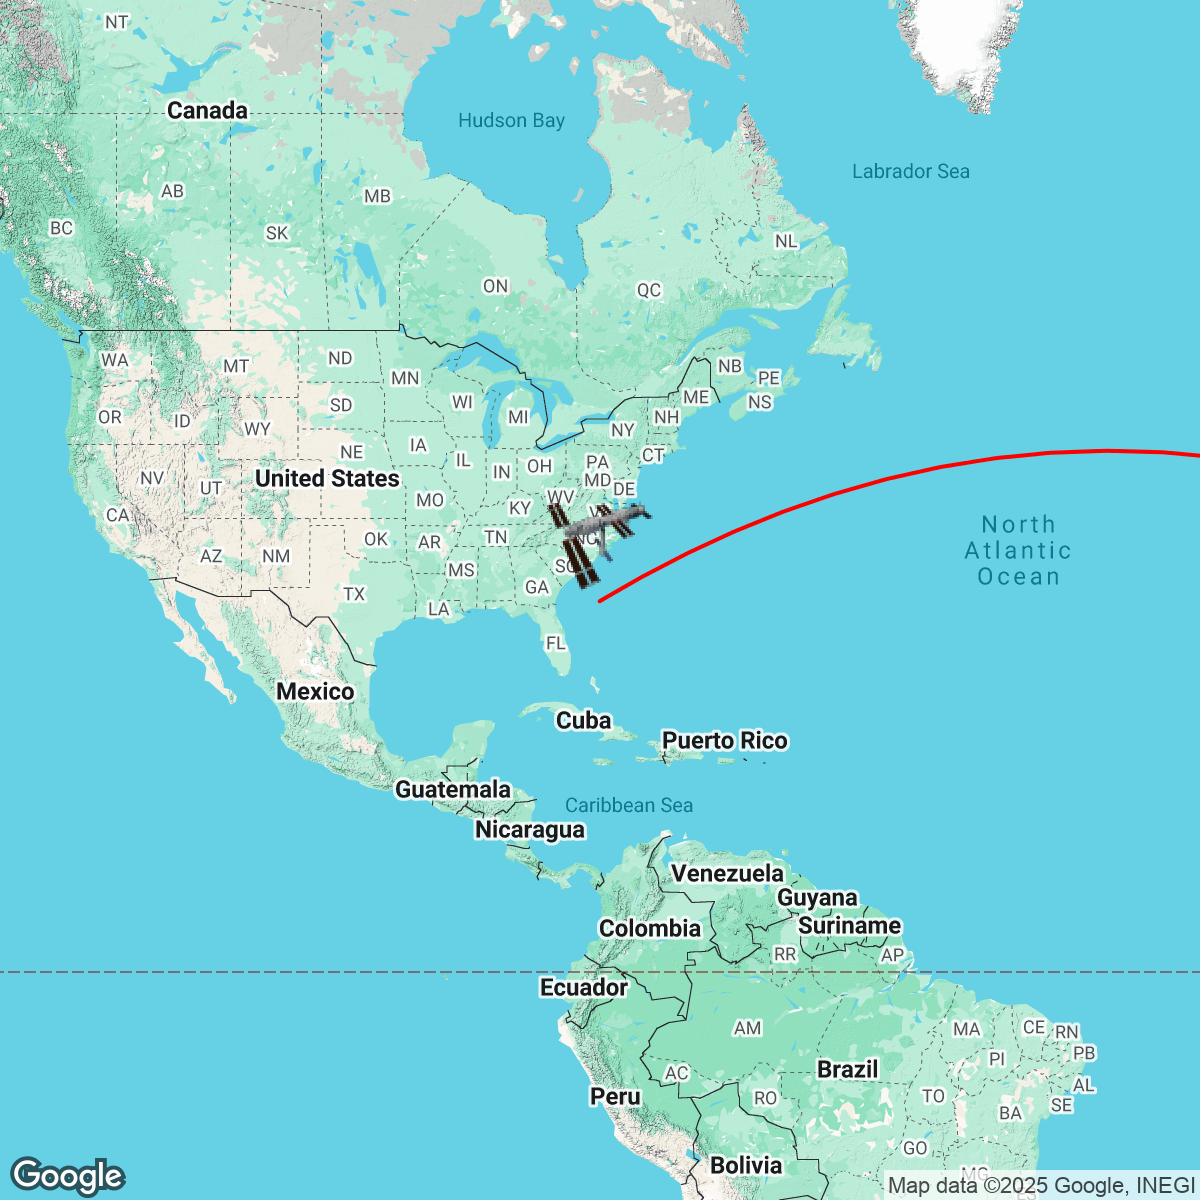 NT
Canada
Hudson Bay
Labrador Sea
AB
MB
BC
SK
NL
ON
QC
WA
MT
ND
MN
NB
PE
OR
ID
WY
SD
WI
MI
ME
NS
NH
NY
IA
NE
IL
IN
OH
PA
CT
United States
NV
UT
MO
KY
WV
MD
DE
CA
North
Atlantic
Ocean
AZ
NM
OK
AR
TN
NC
MS
SC
TX
GA
LA
FL
Mexico
Cuba
Puerto Rico
Guatemala
Caribbean Sea
Nicaragua
Venezuela
Guyana
Suriname
Colombia
RR
AP
Ecuador
AM
MA
CE
RN
PI
PB
Brazil
AC
AL
Peru
RO
TO
SE
BA
GO
Bolivia
MG
Google
Map data ©2025 Google, INEGI